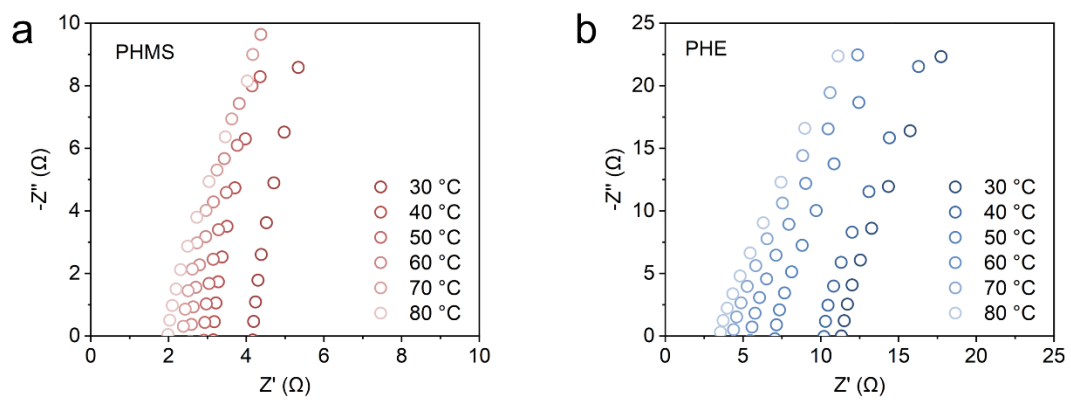 a
PHMS
-Z'' (Ω)
10
8
6
4
2
0
30 °C
40 °C
50 °C
60 °C
70 °C
80 °C
0 2 4 6 8 10
Z' (Ω)
b
PHE
-Z'' (Ω)
25
20
15
10
5
0
30 °C
40 °C
50 °C
60 °C
70 °C
80 °C
0 5 10 15 20 25
Z' (Ω)